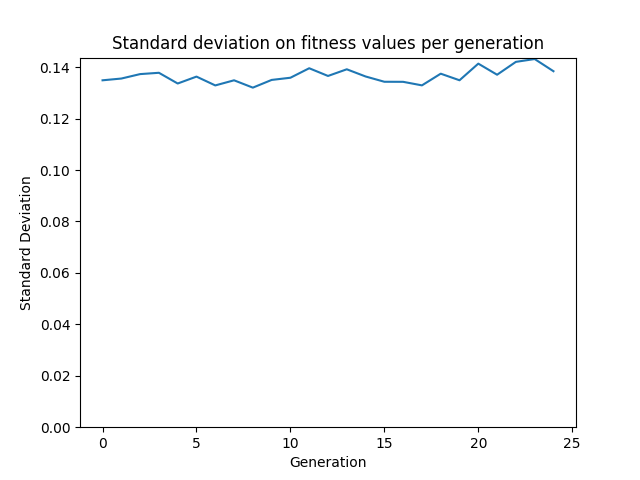 Standard deviation on fitness values per generation
0.14
0.12
0.10
0.08
0.06
0.04
0.02
0.00
Standard Deviation
0 5 10 15 20 25
Generation